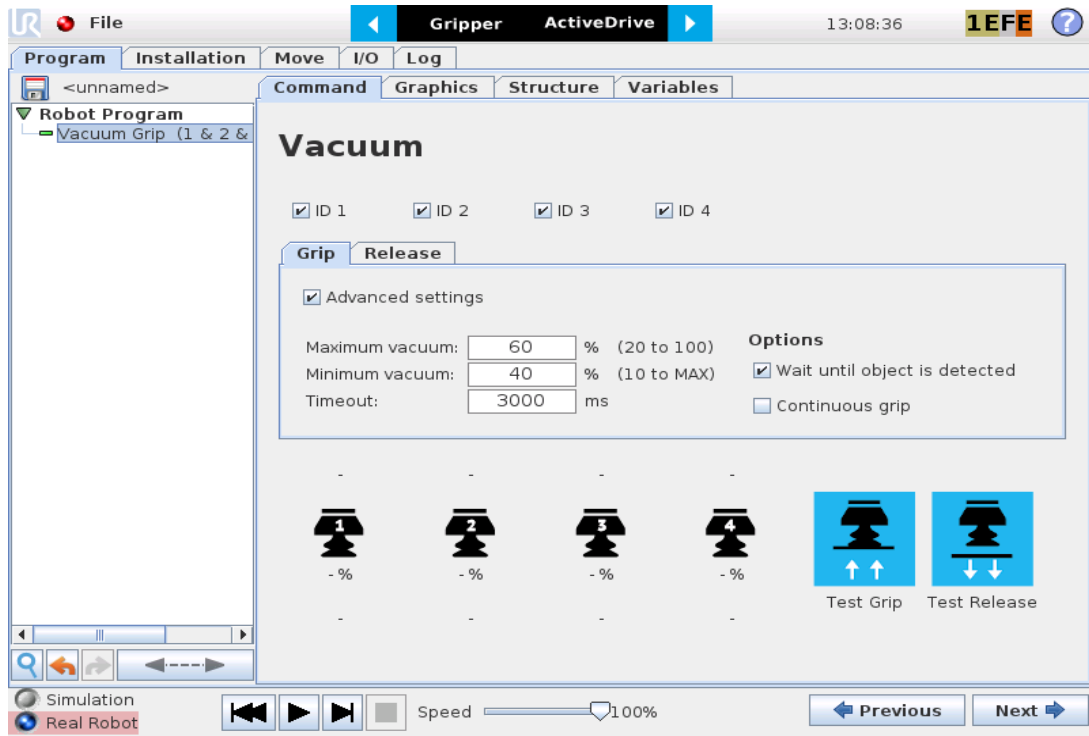 UR File Gripper ActiveDrive 13:08:36 1EFE ?
Program Installation Move I/O Log
<unnamed> Command Graphics Structure Variables
Robot Program
Vacuum Grip (1 & 2 &
Vacuum
ID 1 ID 2 ID 3 ID 4
Grip Release
Advanced settings
Maximum vacuum: 60 % (20 to 100)
Minimum vacuum: 40 % (10 to MAX)
Timeout: 3000 ms
Options
Wait until object is detected
Continuous grip
- - - -
1 2 3 4
- % - % - % - %
Test Grip Test Release
- - - -
Simulation
Real Robot
Speed 100% Previous Next